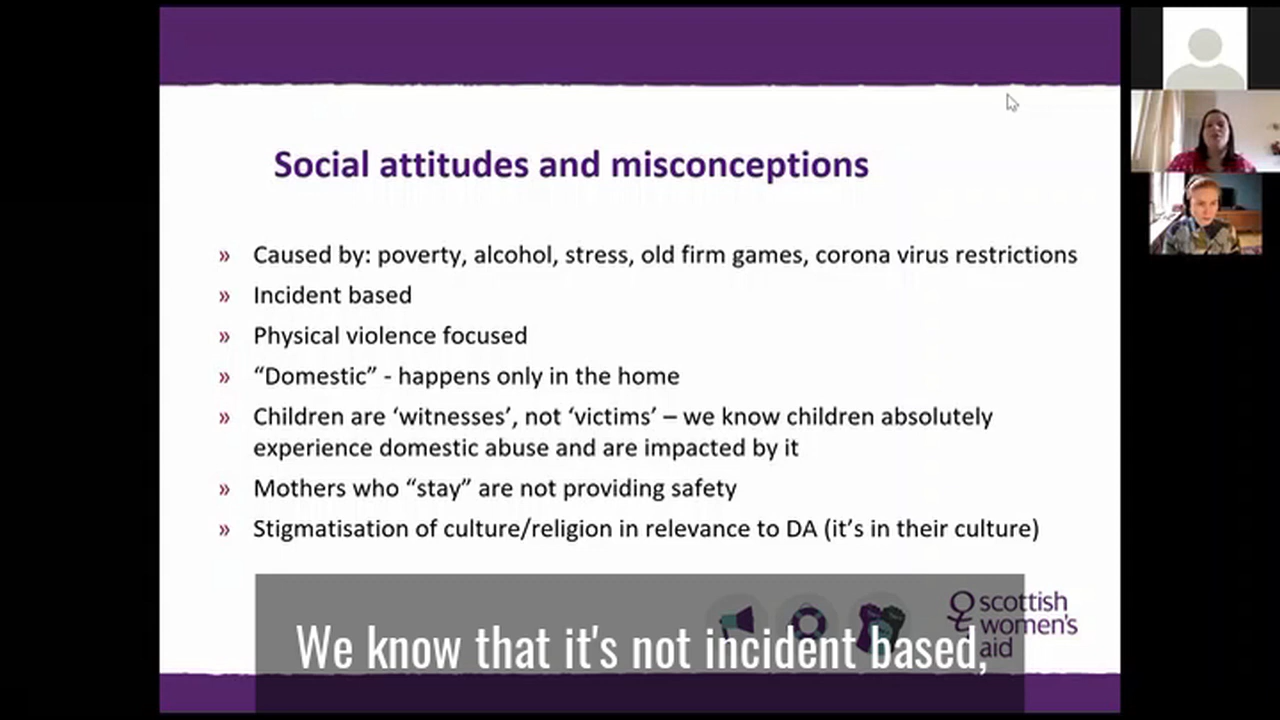 Social attitudes and misconceptions
» Caused by: poverty, alcohol, stress, old firm games, corona virus restrictions
» Incident based
» Physical violence focused
» “Domestic” - happens only in the home
» Children are ‘witnesses’, not ‘victims’ – we know children absolutely
experience domestic abuse and are impacted by it
» Mothers who “stay” are not providing safety
» Stigmatisation of culture/religion in relevance to DA (it’s in their culture)
scottish
women's
aid
We know that it's not incident based,